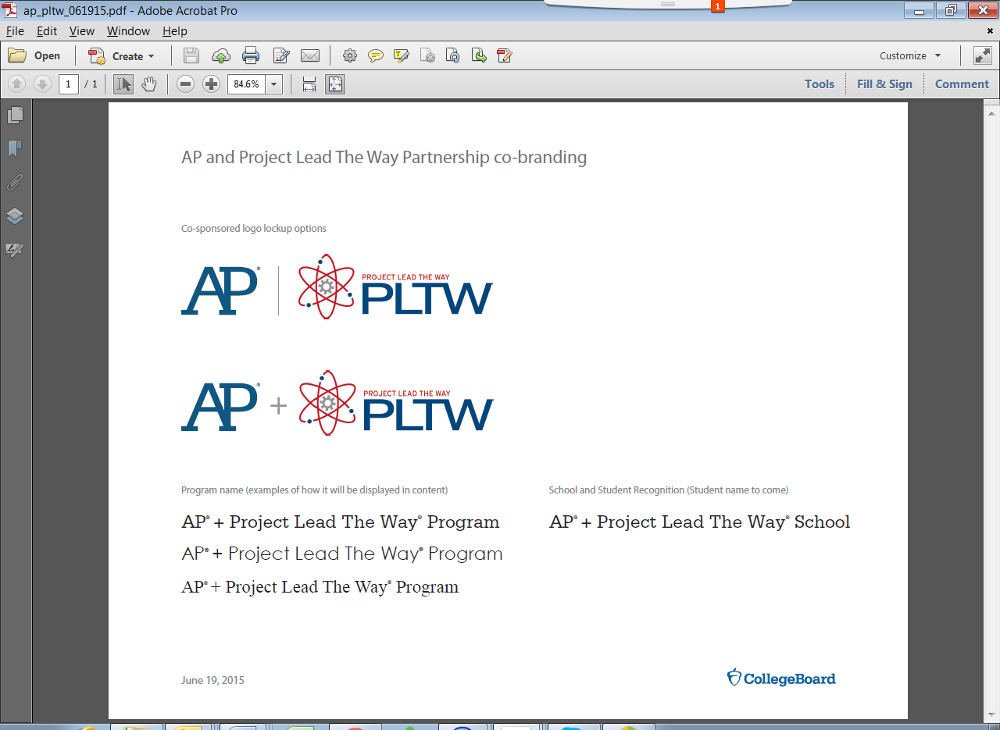 ap_pltw_061915.pdf - Adobe Acrobat Pro
1
File Edit View Window Help
Open Create Customize
1 / 1 84.6% Tools Fill & Sign Comment
AP and Project Lead The Way Partnership co-branding
Co-sponsored logo lockup options
AP® PROJECT LEAD THE WAY
PLTW
AP® + PROJECT LEAD THE WAY
PLTW
Program name (examples of how it will be displayed in content)
AP® + Project Lead The Way® Program
AP® + Project Lead The Way® Program
AP® + Project Lead The Way® Program
School and Student Recognition (Student name to come)
AP® + Project Lead The Way® School
June 19, 2015
CollegeBoard